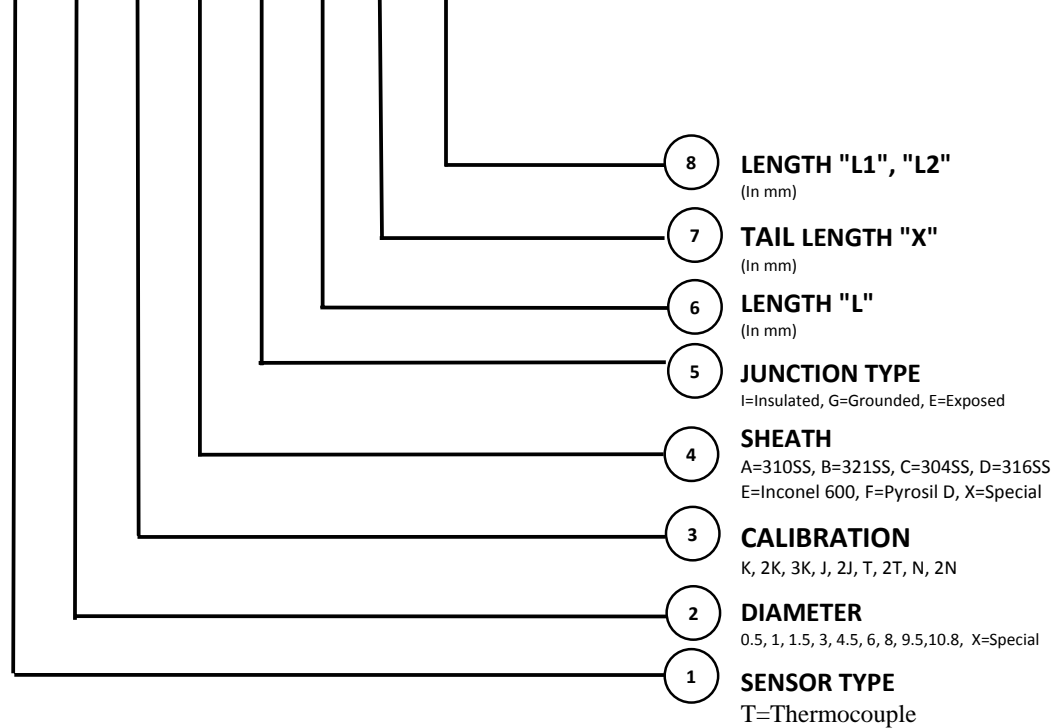 8
LENGTH "L1", "L2"
(In mm)
7
TAIL LENGTH "X"
(In mm)
6
LENGTH "L"
(In mm)
5
JUNCTION TYPE
I=Insulated, G=Grounded, E=Exposed
4
SHEATH
A=310SS, B=321SS, C=304SS, D=316SS
E=Inconel 600, F=Pyrosil D, X=Special
3
CALIBRATION
K, 2K, 3K, J, 2J, T, 2T, N, 2N
2
DIAMETER
0.5, 1, 1.5, 3, 4.5, 6, 8, 9.5,10.8, X=Special
1
SENSOR TYPE
T=Thermocouple